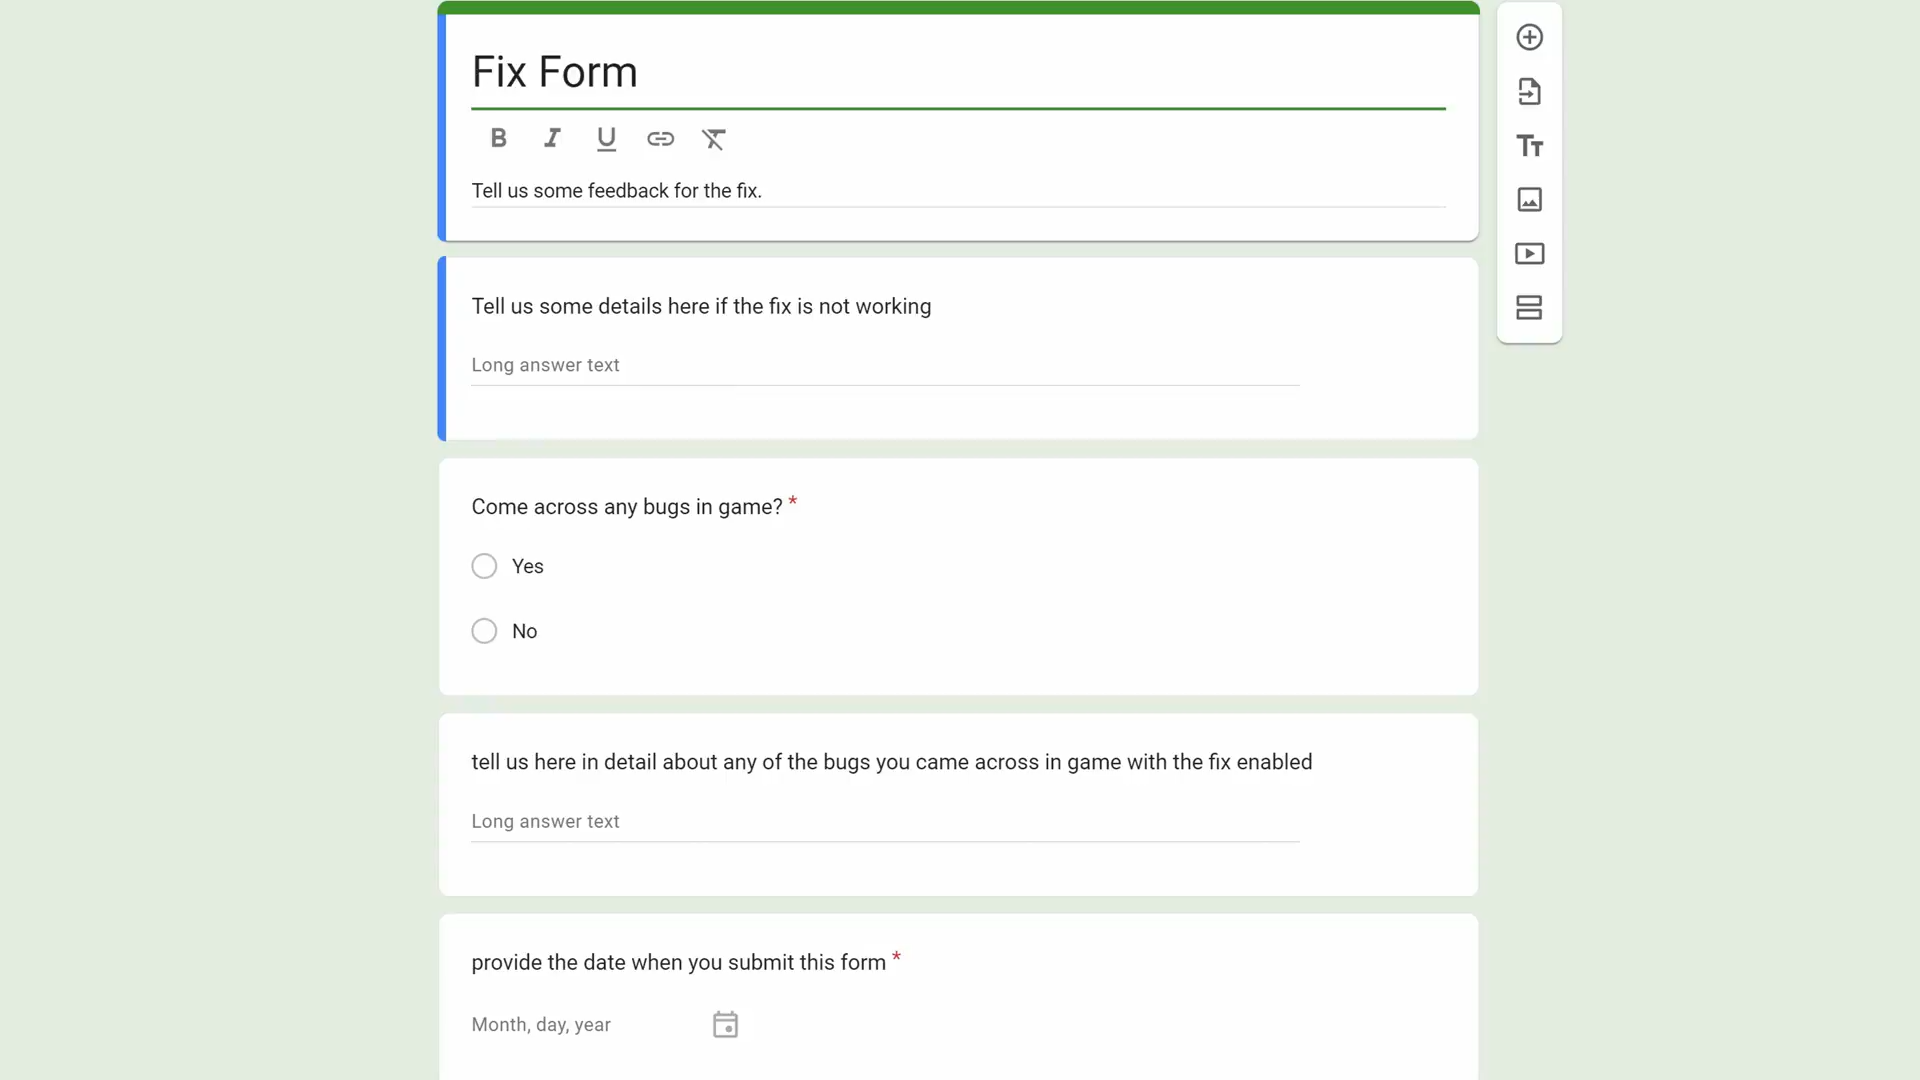 Fix Form
B I U
Tell us some feedback for the fix.
Tell us some details here if the fix is not working
Long answer text
Come across any bugs in game? *
Yes
No
tell us here in detail about any of the bugs you came across in game with the fix enabled
Long answer text
provide the date when you submit this form *
Month, day, year